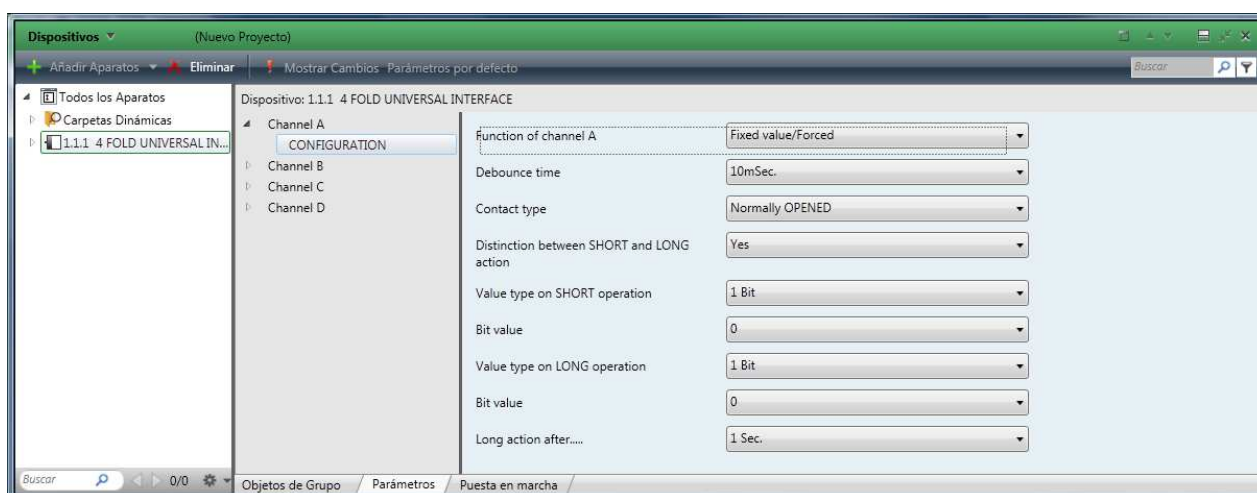 Dispositivos (Nuevo Proyecto)
Añadir Aparatos Eliminar Mostrar Cambios Parámetros por defecto Buscar
Todos los Aparatos
Carpetas Dinámicas
1.1.1 4 FOLD UNIVERSAL IN...
Dispositivo: 1.1.1 4 FOLD UNIVERSAL INTERFACE
Channel A
CONFIGURATION
Channel B
Channel C
Channel D
Function of channel A Fixed value/Forced
Debounce time 10mSec.
Contact type Normally OPENED
Distinction between SHORT and LONG
action Yes
Value type on SHORT operation 1 Bit
Bit value 0
Value type on LONG operation 1 Bit
Bit value 0
Long action after..... 1 Sec.
Buscar 0/0
Objetos de Grupo Parámetros Puesta en marcha